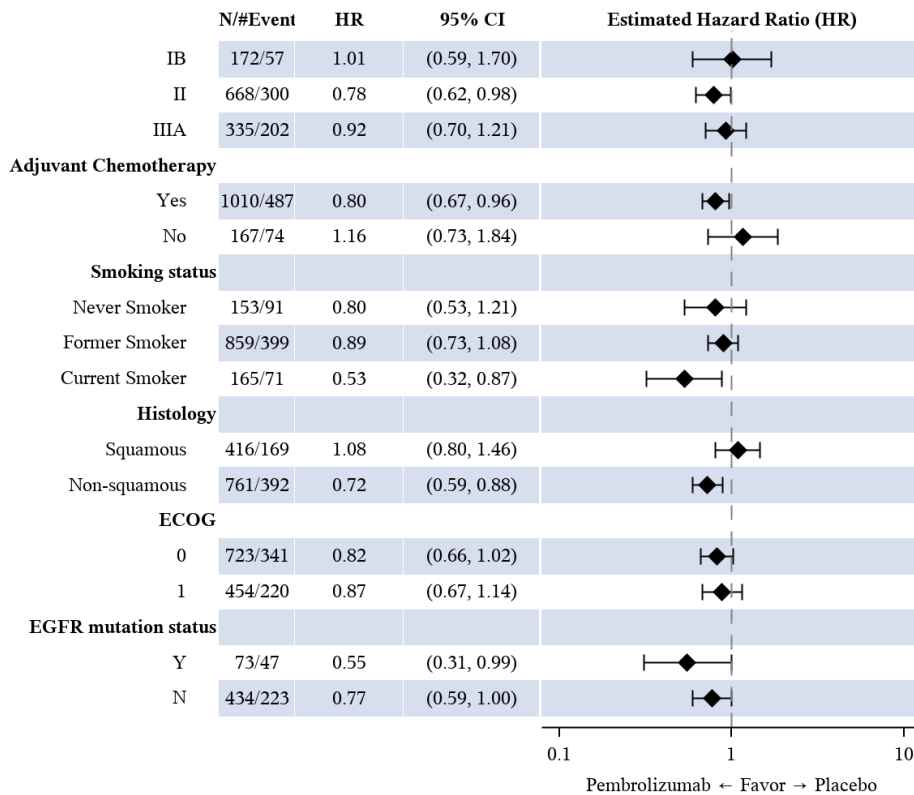 N/#Event HR 95% CI Estimated Hazard Ratio (HR)
IB 172/57 1.01 (0.59, 1.70)
II 668/300 0.78 (0.62, 0.98)
IIIA 335/202 0.92 (0.70, 1.21)
Adjuvant Chemotherapy
Yes 1010/487 0.80 (0.67, 0.96)
No 167/74 1.16 (0.73, 1.84)
Smoking status
Never Smoker 153/91 0.80 (0.53, 1.21)
Former Smoker 859/399 0.89 (0.73, 1.08)
Current Smoker 165/71 0.53 (0.32, 0.87)
Histology
Squamous 416/169 1.08 (0.80, 1.46)
Non-squamous 761/392 0.72 (0.59, 0.88)
ECOG
0 723/341 0.82 (0.66, 1.02)
1 454/220 0.87 (0.67, 1.14)
EGFR mutation status
Y 73/47 0.55 (0.31, 0.99)
N 434/223 0.77 (0.59, 1.00)
0.1 1 10
Pembrolizumab ← Favor → Placebo